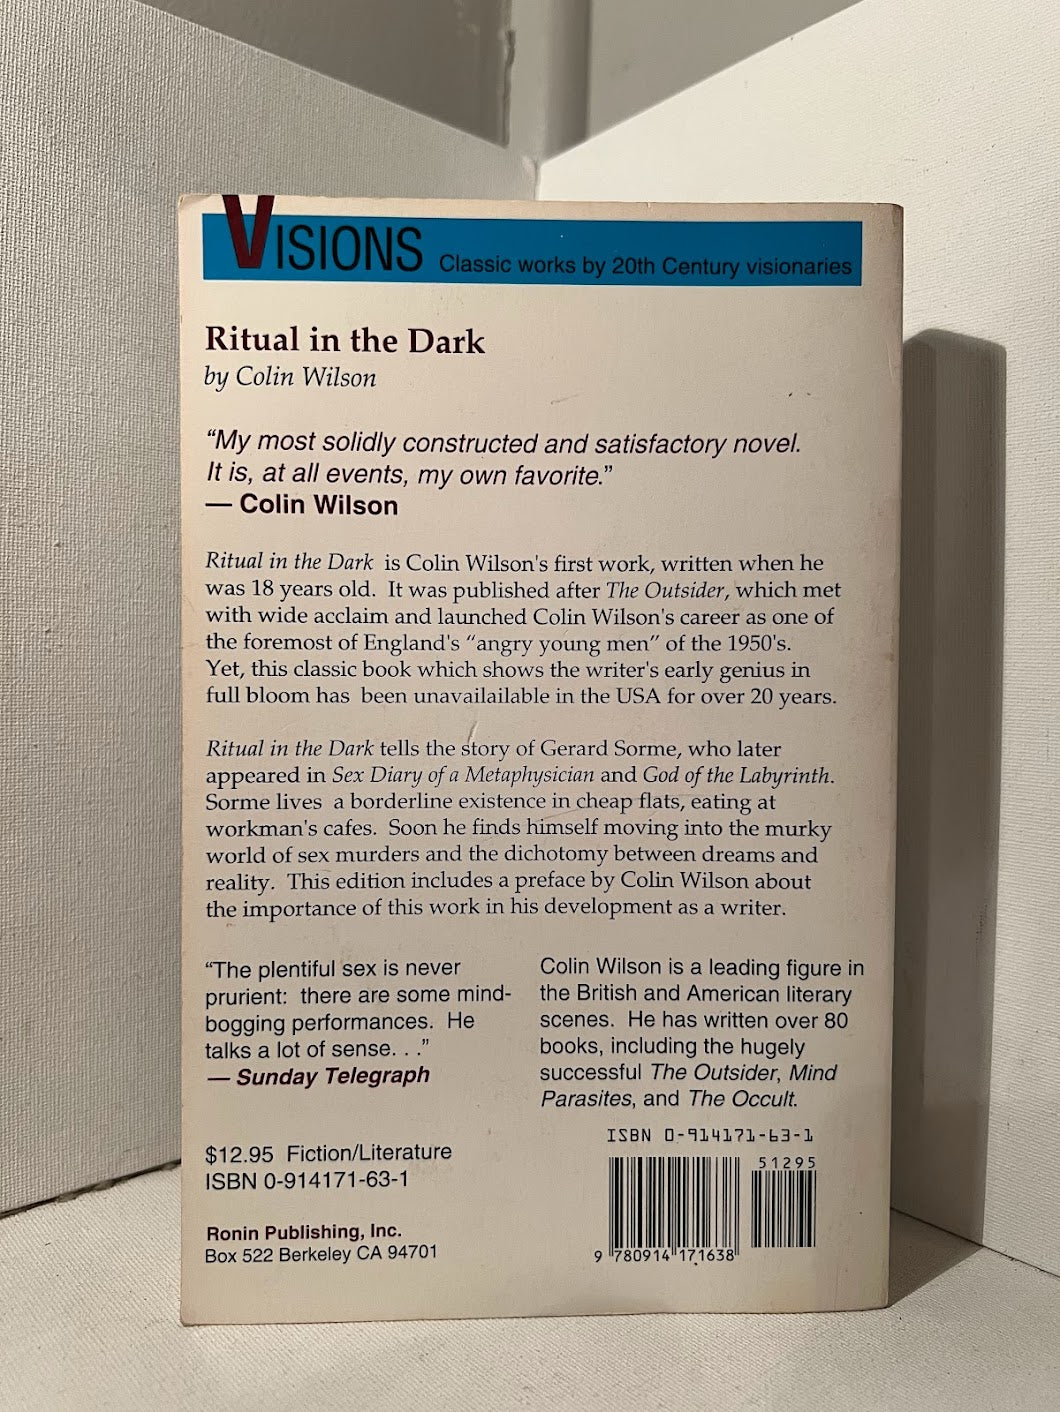 VISIONS Classic works by 20th Century visionaries
Ritual in the Dark
by Colin Wilson
“My most solidly constructed and satisfactory novel.
It is, at all events, my own favorite.”
— Colin Wilson
Ritual in the Dark is Colin Wilson's first work, written when he
was 18 years old. It was published after The Outsider, which met
with wide acclaim and launched Colin Wilson's career as one of
the foremost of England's “angry young men” of the 1950's.
Yet, this classic book which shows the writer's early genius in
full bloom has been unavailailable in the USA for over 20 years.
Ritual in the Dark tells the story of Gerard Sorme, who later
appeared in Sex Diary of a Metaphysician and God of the Labyrinth.
Sorme lives a borderline existence in cheap flats, eating at
workman's cafes. Soon he finds himself moving into the murky
world of sex murders and the dichotomy between dreams and
reality. This edition includes a preface by Colin Wilson about
the importance of this work in his development as a writer.
“The plentiful sex is never
prurient: there are some mind-
bogging performances. He
talks a lot of sense. . .”
— Sunday Telegraph
Colin Wilson is a leading figure in
the British and American literary
scenes. He has written over 80
books, including the hugely
successful The Outsider, Mind
Parasites, and The Occult.
$12.95 Fiction/Literature
ISBN 0-914171-63-1
Ronin Publishing, Inc.
Box 522 Berkeley CA 94701
ISBN 0-914171-63-1
51295
9 780914 171638